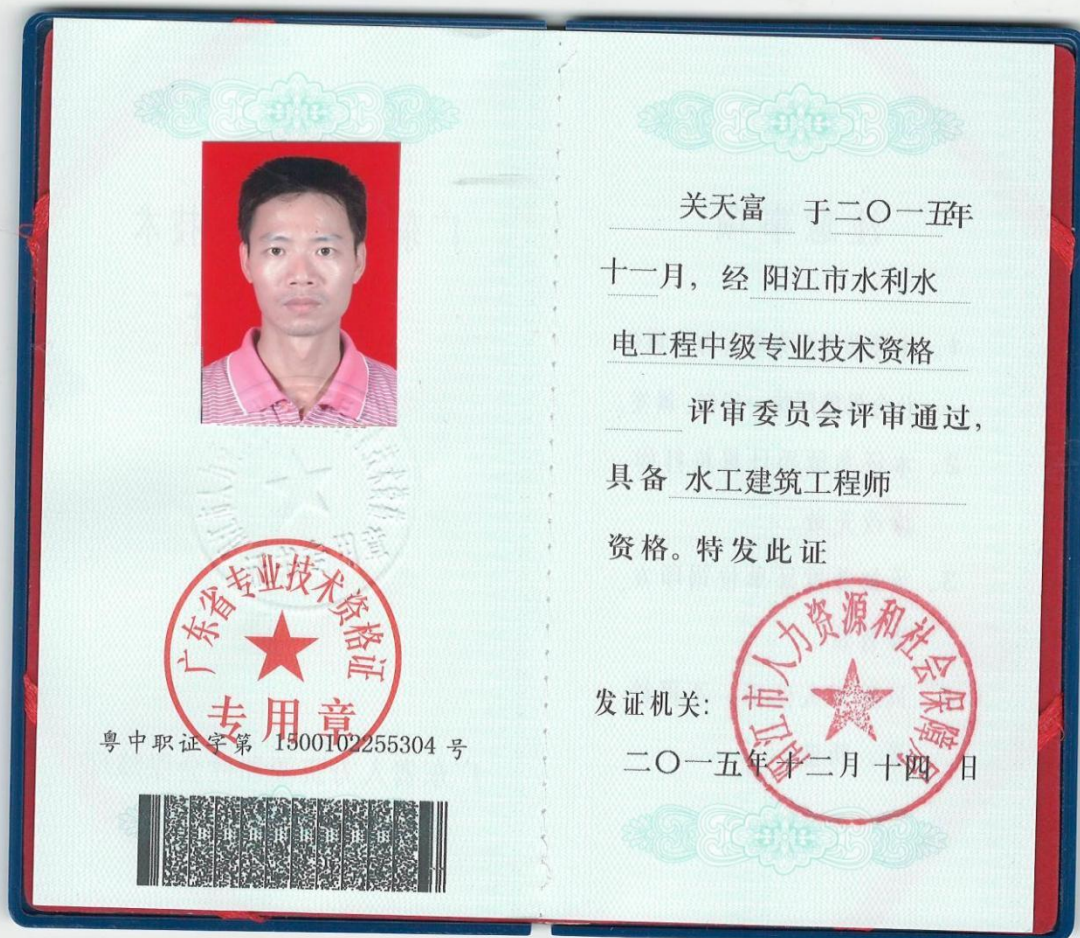 广东省专业技术资格证
专用章
粤中职证字第 1500102255304 号
关天富 于二〇一五年
十一月，经 阳江市水利水
电工程中级专业技术资格
评审委员会评审通过，
具备 水工建筑工程师
资格。特发此证
阳江市人力资源和社会保障局
发证机关:
二〇一五年十二月十四日